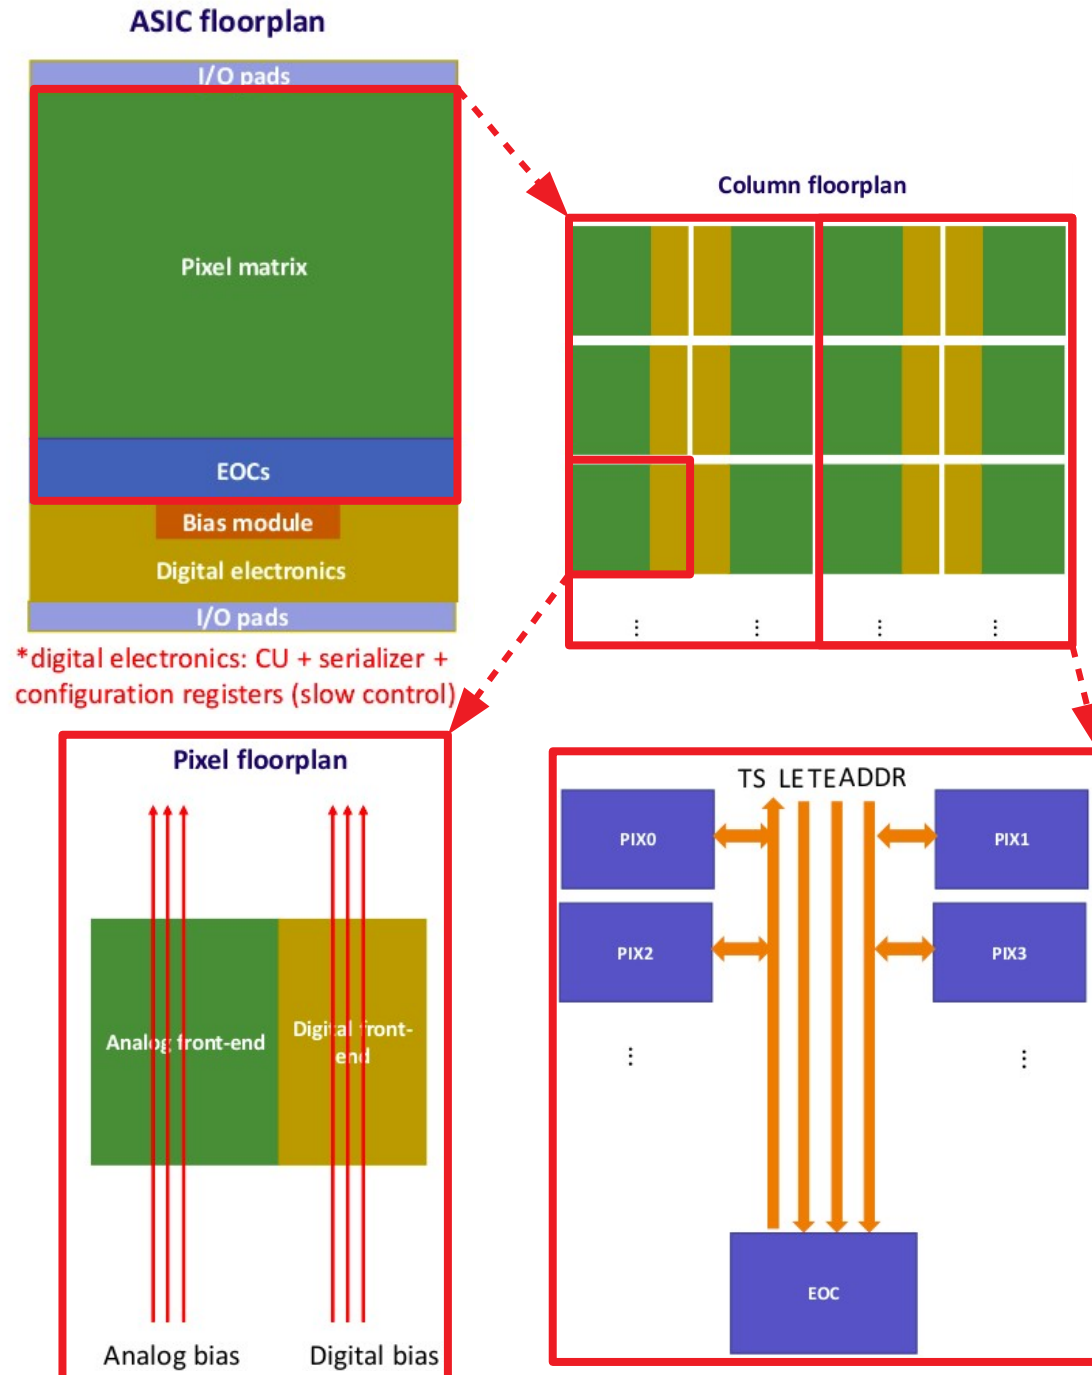 ASIC floorplan
I/O pads
Pixel matrix
EOCs
Bias module
Digital electronics
I/O pads
*digital electronics: CU + serializer +
configuration registers (slow control)
Column floorplan
⋮ ⋮ ⋮ ⋮
Pixel floorplan
Analog front-end
Digital front-
end
Analog bias
Digital bias
TS LE TE ADDR
PIX0
PIX1
PIX2
PIX3
⋮ ⋮
EOC